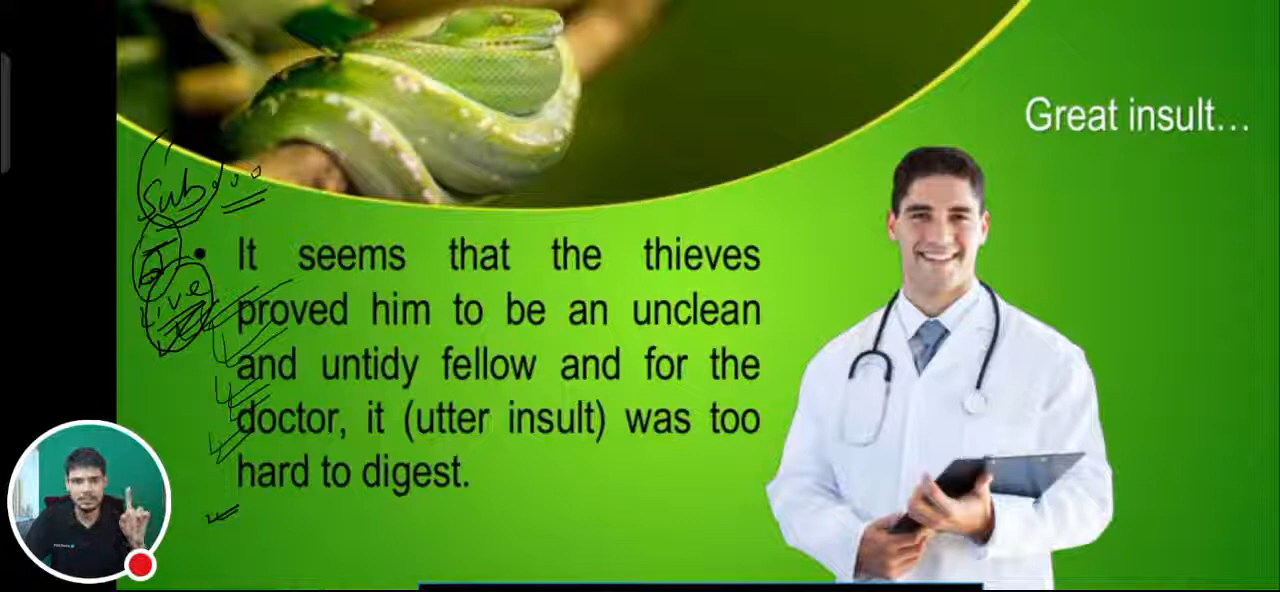 Great insult...
• It seems that the thieves
proved him to be an unclean
and untidy fellow and for the
doctor, it (utter insult) was too
hard to digest.